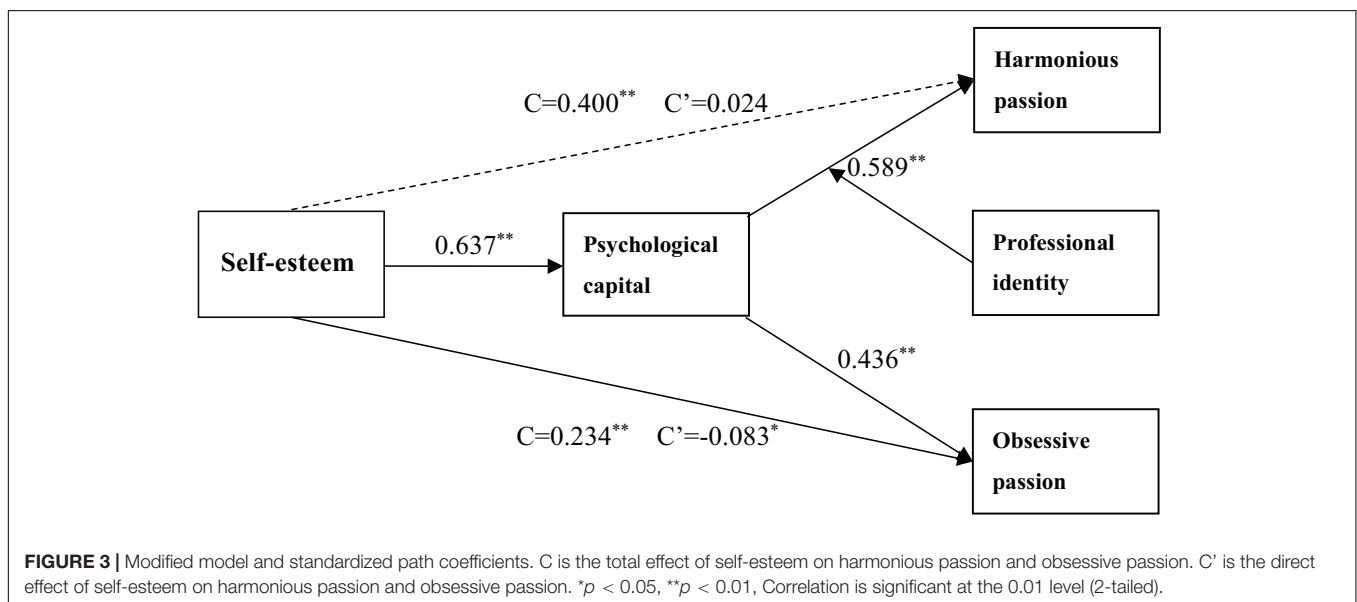 Harmonious
passion
C=0.400** C’=0.024
0.589**
Self-esteem
0.637**
Psychological
capital
Professional
identity
0.436**
C=0.234** C’=-0.083*
Obsessive
passion
FIGURE 3 | Modified model and standardized path coefficients. C is the total effect of self-esteem on harmonious passion and obsessive passion. C’ is the direct
effect of self-esteem on harmonious passion and obsessive passion. *p < 0.05, **p < 0.01, Correlation is significant at the 0.01 level (2-tailed).